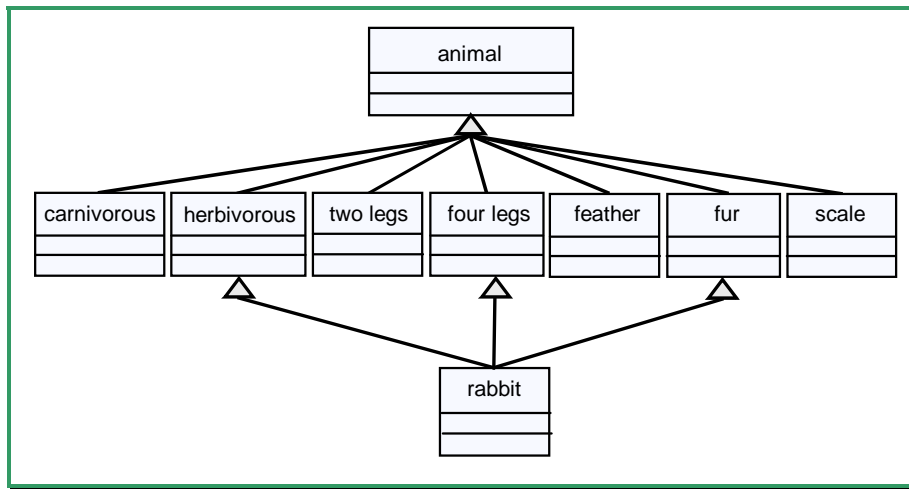 animal
carnivorous
herbivorous
two legs
four legs
feather
fur
scale
rabbit